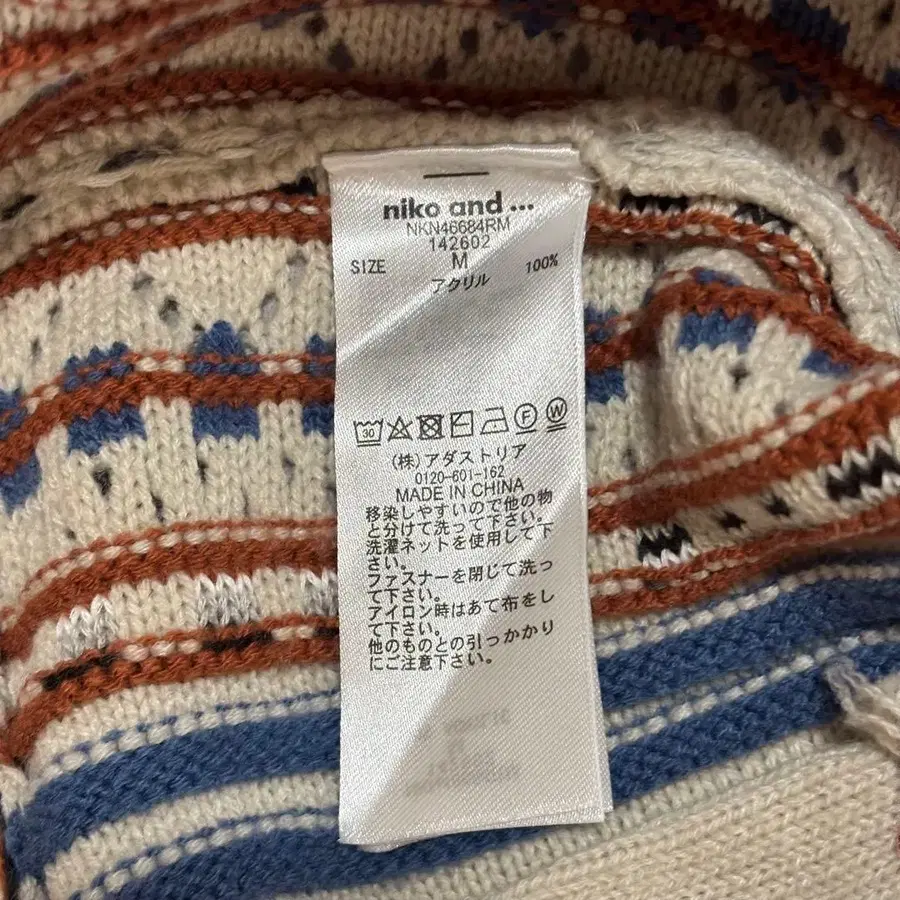 niko and ...
NKN46684RM
142602
SIZE M
アクリル 100%
30
F W
(株)アダストリア
0120-601-162
MADE IN CHINA
移染しやすいので他の物
と分けて洗って下さい。
洗濯ネットを使用して下
さい。
ファスナーを閉じて洗っ
て下さい。
アイロン時はあて布をし
て下さい。
他のものとの引っかかり
にご注意下さい。